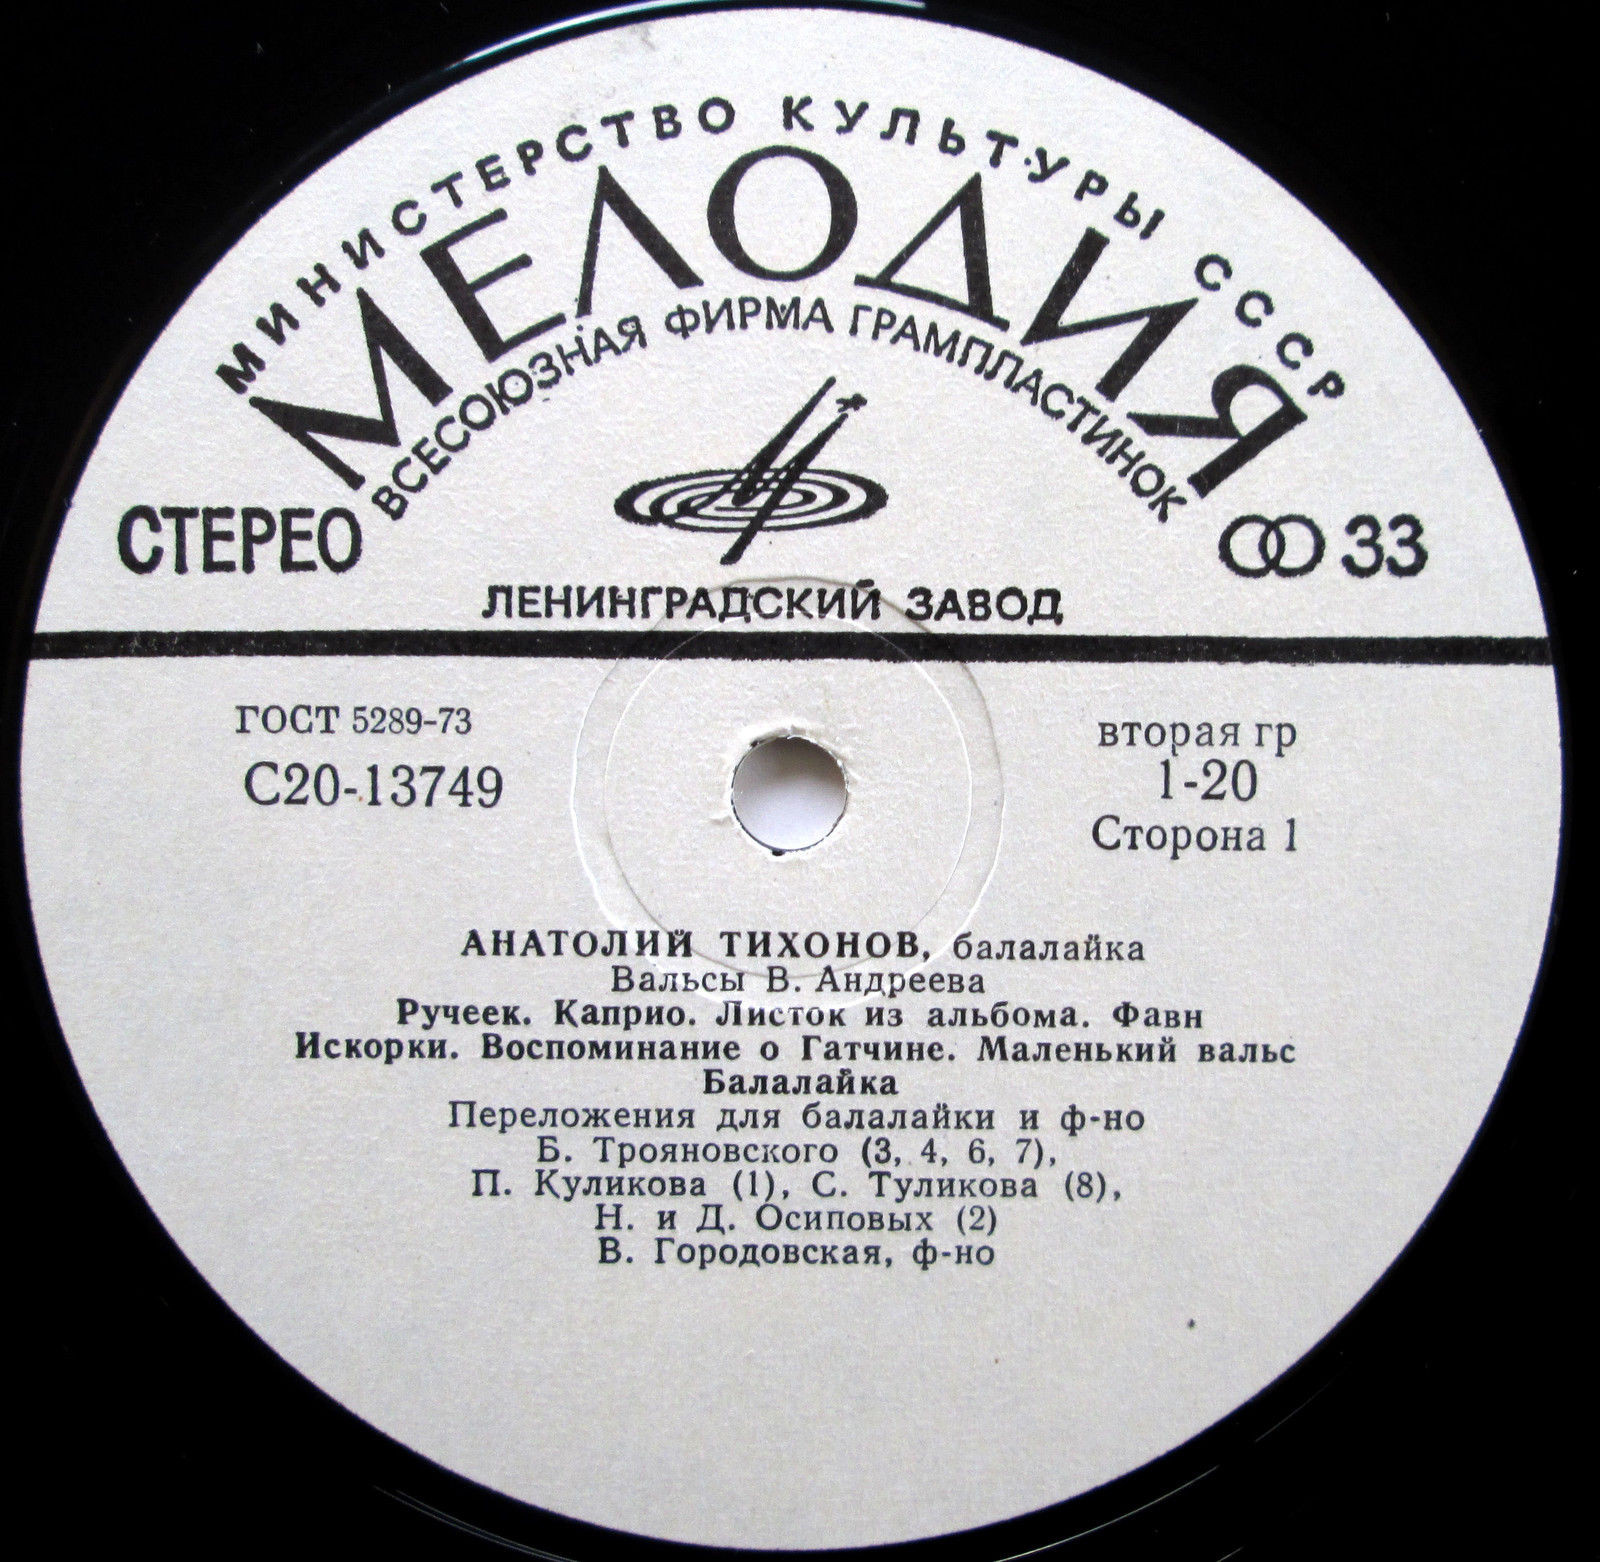 МИНИСТЕРСТВО КУЛЬТУРЫ СССР
МЕЛОДИЯ
ВСЕСОЮЗНАЯ ФИРМА ГРАМПЛАСТИНОК
СТЕРЕО
33
ЛЕНИНГРАДСКИЙ ЗАВОД
ГОСТ 5289-73
С20-13749
вторая гр
1-20
Сторона 1
АНАТОЛИЙ ТИХОНОВ, балалайка
Вальсы В. Андреева
Ручеек. Каприо. Листок из альбома. Фавн
Искорки. Воспоминание о Гатчине. Маленький вальс
Балалайка
Переложения для балалайки и ф-но
Б. Трояновского (3, 4, 6, 7),
П. Куликова (1), С. Туликова (8),
Н. и Д. Осиповых (2)
В. Городовская, ф-но